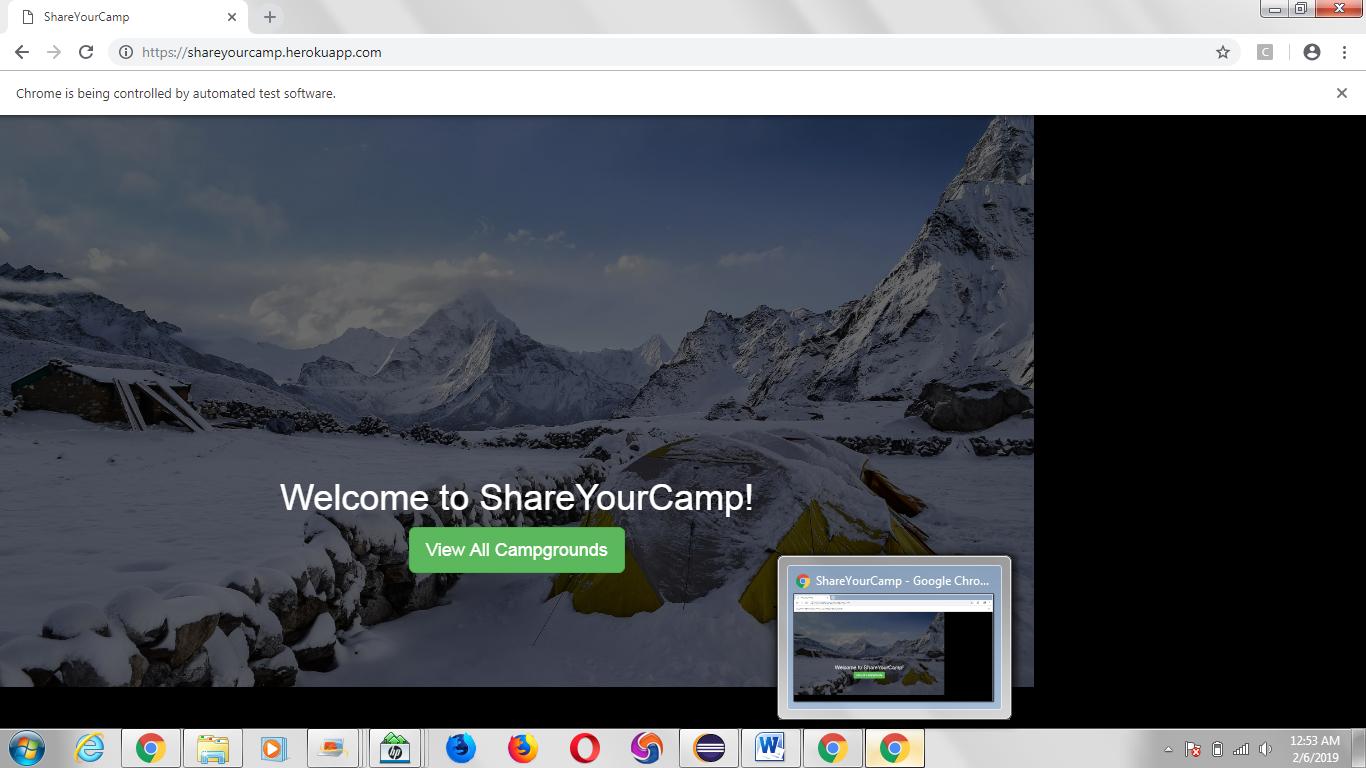 ShareYourCamp
https://shareyourcamp.herokuapp.com
C
Chrome is being controlled by automated test software.
Welcome to ShareYourCamp!
View All Campgrounds
ShareYourCamp - Google Chro...
Welcome to ShareYourCamp!
hp
W
12:53 AM
2/6/2019